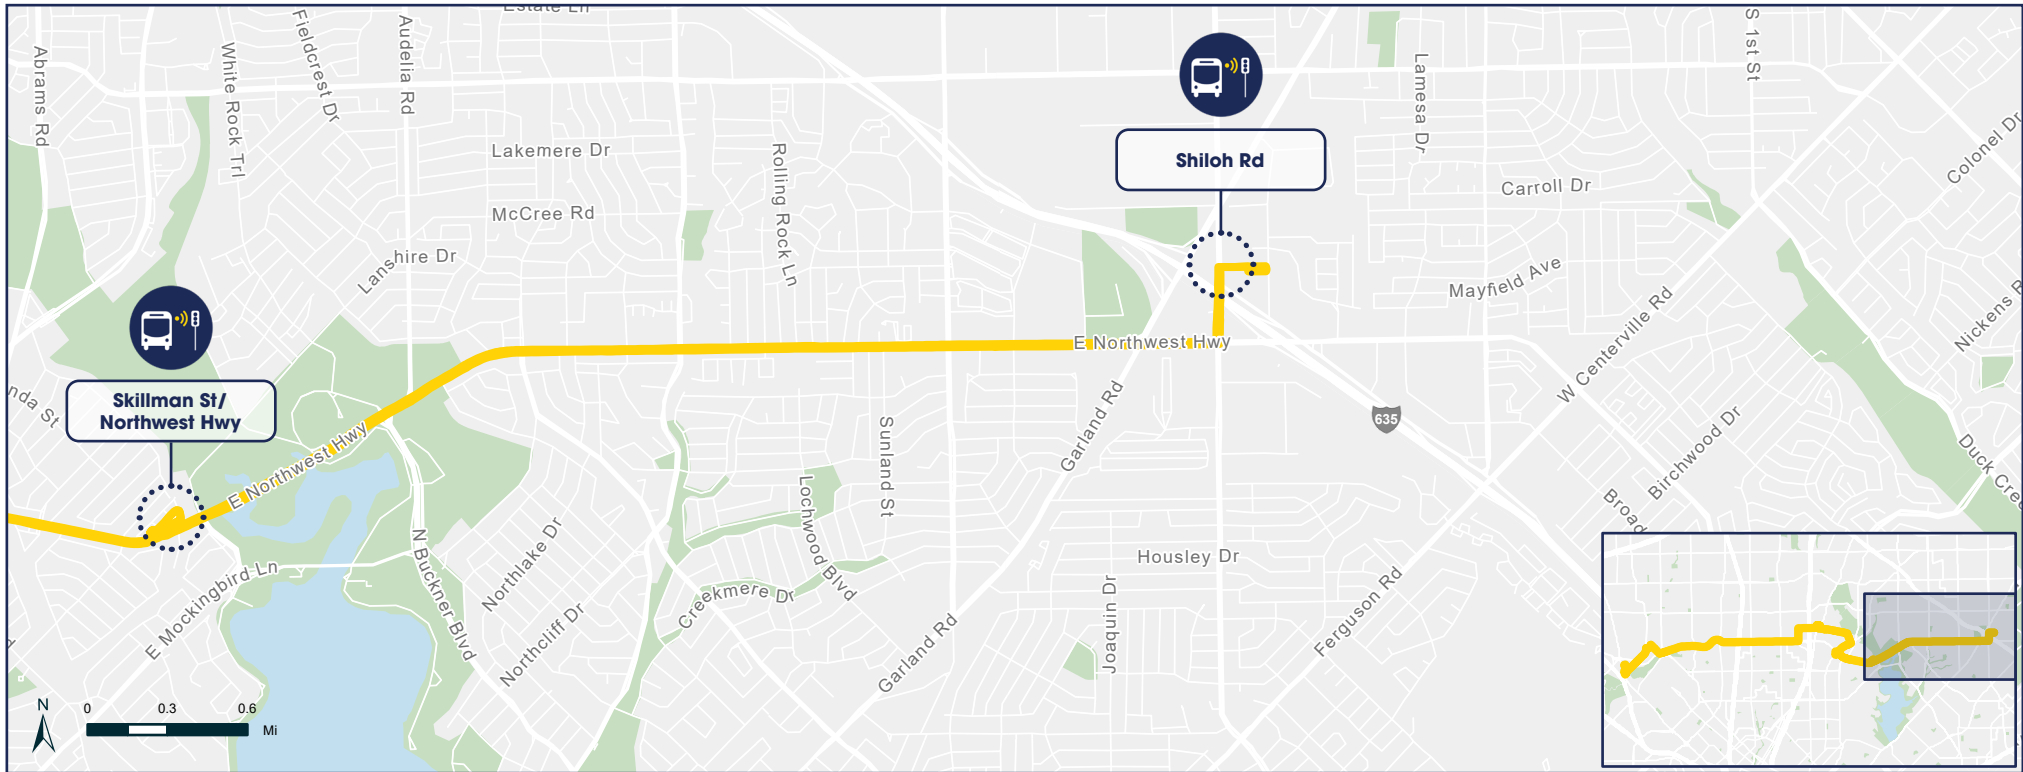 Estate Ln
Abrams Rd
White Rock Trl
Fieldcrest Dr
Audelia Rd
Lakemere Dr
McCree Rd
Lanshire Dr
Rolling Rock Ln
Shiloh Rd
Lamesa Dr
S 1st St
Colonel Dr
Carroll Dr
Mayfield Ave
W Centerville Rd
Skillman St/
Northwest Hwy
E Northwest Hwy
E Northwest Hwy
Garland Rd
635
Birchwood Dr
Sunland St
Lochwood Blvd
N Buckner Blvd
Northlake Dr
Northcliff Dr
E Mockingbird Ln
Creekmere Dr
Garland Rd
Housley Dr
Joaquin Dr
Ferguson Rd
Broad
Duck Cree
Nickens R
nda St
N
0 0.3 0.6
Mi